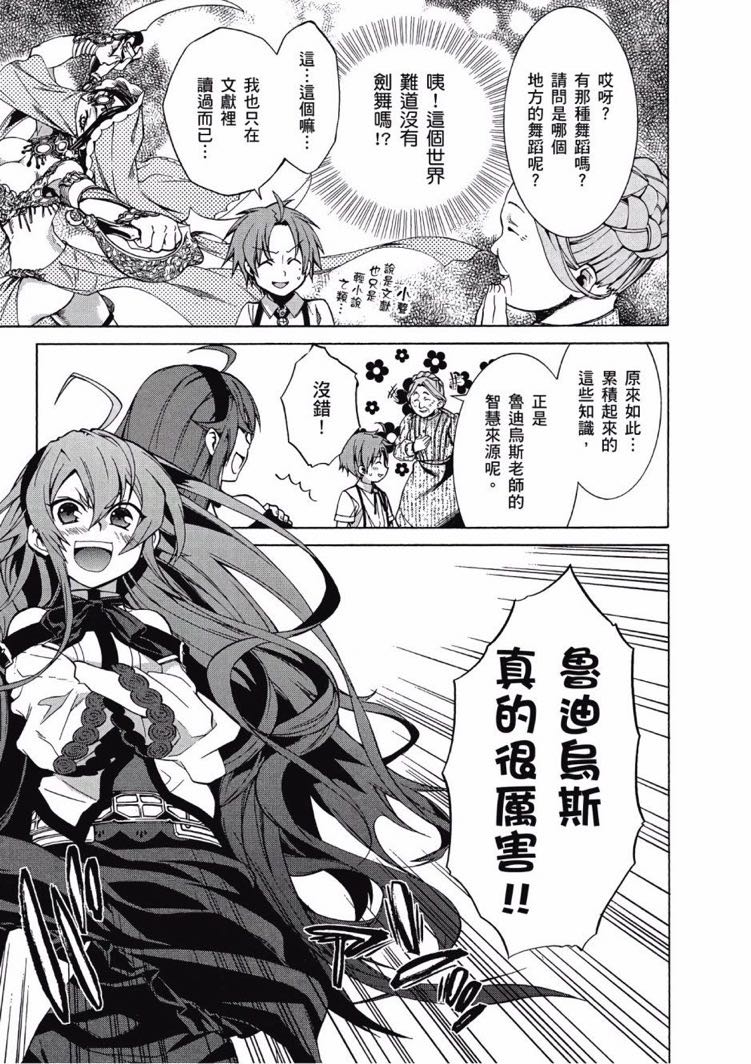 哎呀？
有那種舞蹈嗎？
請問是哪個
地方的舞蹈呢？
咦！這個世界
難道沒有
劍舞嗎！？
這…這個嘛…
我也只在
文獻裡
讀過而已…
小聲
說是文獻
也只是
輕小說
之類…
原來如此…
累積起來的
這些知識，
正是
魯迪烏斯老師的
智慧來源呢。
沒錯！
魯迪烏斯
真的很厲害！！